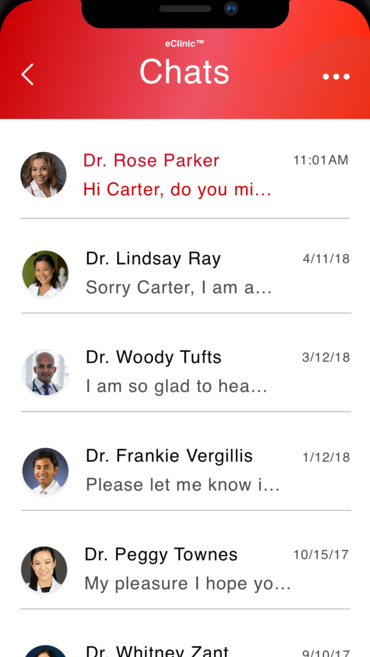 eClinic™
Chats
Dr. Rose Parker 11:01AM
Hi Carter, do you mi...
Dr. Lindsay Ray 4/11/18
Sorry Carter, I am a...
Dr. Woody Tufts 3/12/18
I am so glad to hea...
Dr. Frankie Vergillis 1/12/18
Please let me know i...
Dr. Peggy Townes 10/15/17
My pleasure I hope yo...
Dr. Whitney Zant 9/10/17